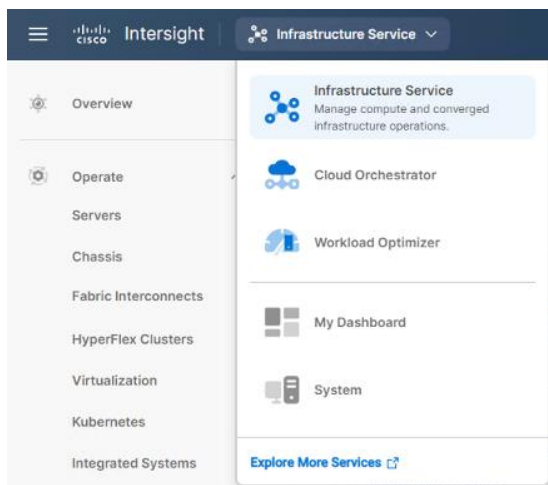 cisco Intersight
Infrastructure Service
Overview
Operate
Servers
Chassis
Fabric Interconnects
HyperFlex Clusters
Virtualization
Kubernetes
Integrated Systems
Infrastructure Service
Manage compute and converged
infrastructure operations.
Cloud Orchestrator
Workload Optimizer
My Dashboard
System
Explore More Services